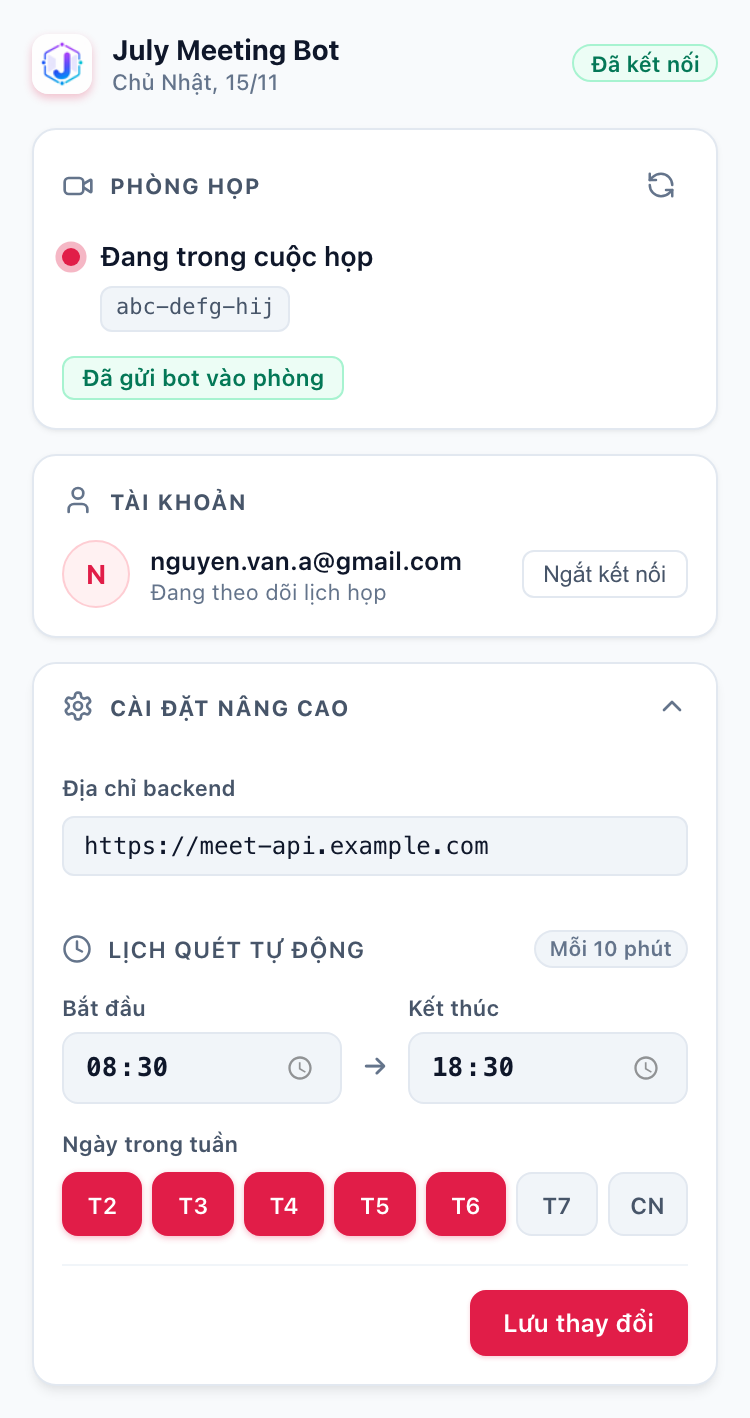 July Meeting Bot
Chủ Nhật, 15/11
Đã kết nối
PHÒNG HỌP
Đang trong cuộc họp
abc-defg-hij
Đã gửi bot vào phòng
TÀI KHOẢN
N
nguyen.van.a@gmail.com
Đang theo dõi lịch họp
Ngắt kết nối
CÀI ĐẶT NÂNG CAO
Địa chỉ backend
https://meet-api.example.com
LỊCH QUÉT TỰ ĐỘNG
Mỗi 10 phút
Bắt đầu
Kết thúc
08:30
18:30
Ngày trong tuần
T2 T3 T4 T5 T6 T7 CN
Lưu thay đổi